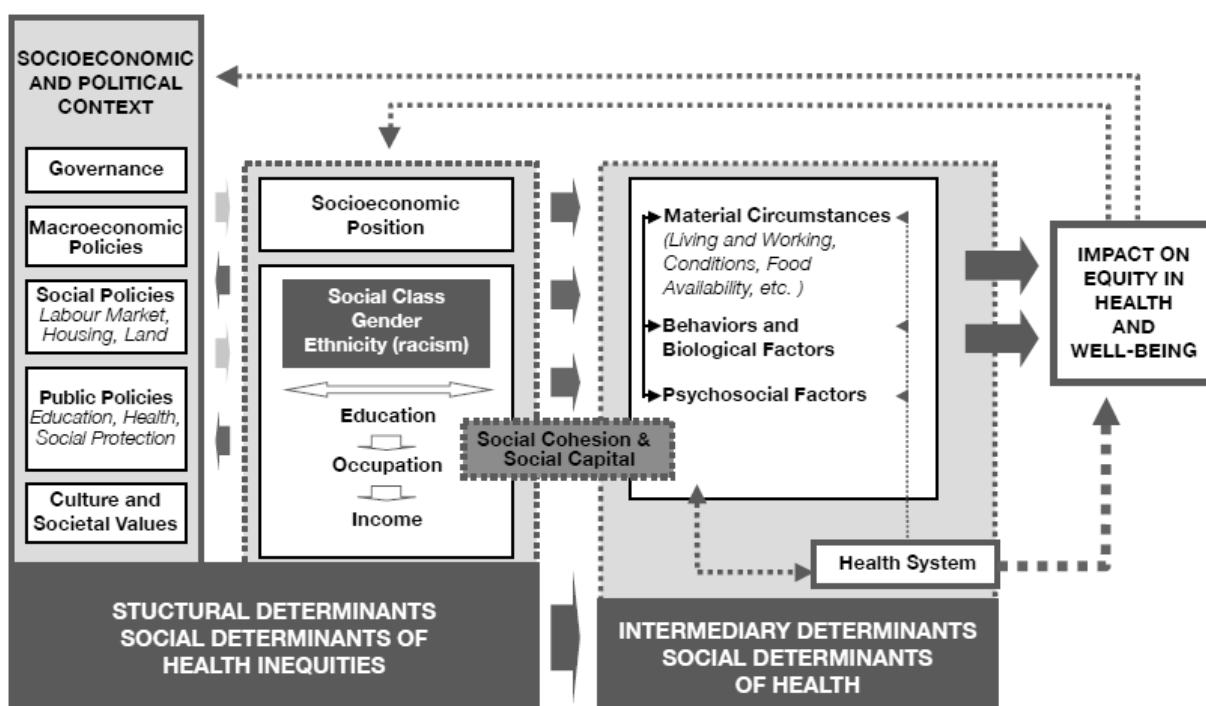 SOCIOECONOMIC
AND POLITICAL
CONTEXT
Governance
Macroeconomic
Policies
Social Policies
Labour Market,
Housing, Land
Public Policies
Education, Health,
Social Protection
Culture and
Societal Values
Socioeconomic
Position
Social Class
Gender
Ethnicity (racism)
Education
Occupation
Income
Social Cohesion &
Social Capital
Material Circumstances
(Living and Working,
Conditions, Food
Availability, etc. )
Behaviors and
Biological Factors
Psychosocial Factors
Health System
IMPACT ON
EQUITY IN
HEALTH
AND
WELL-BEING
STUCTURAL DETERMINANTS
SOCIAL DETERMINANTS OF
HEALTH INEQUITIES
INTERMEDIARY DETERMINANTS
SOCIAL DETERMINANTS
OF HEALTH